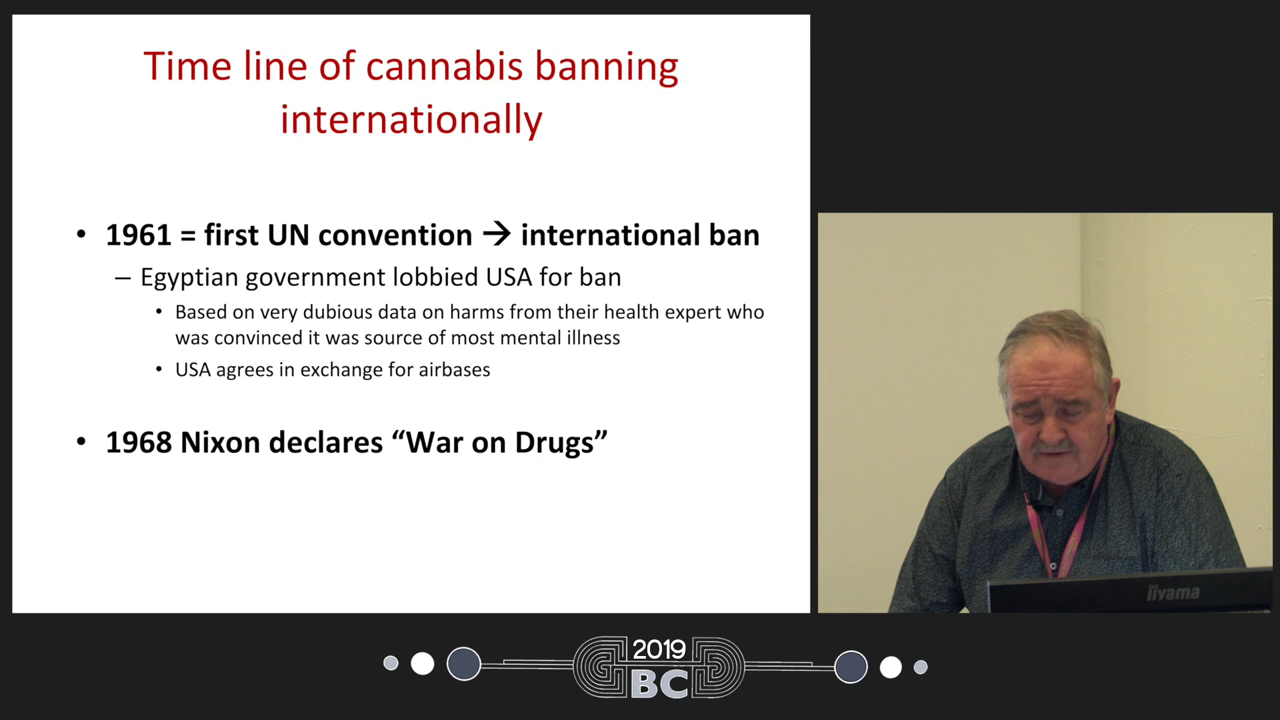 Time line of cannabis banning
internationally
• 1961 = first UN convention → international ban
– Egyptian government lobbied USA for ban
• Based on very dubious data on harms from their health expert who
was convinced it was source of most mental illness
• USA agrees in exchange for airbases
• 1968 Nixon declares “War on Drugs”
iiyama
2019
BC